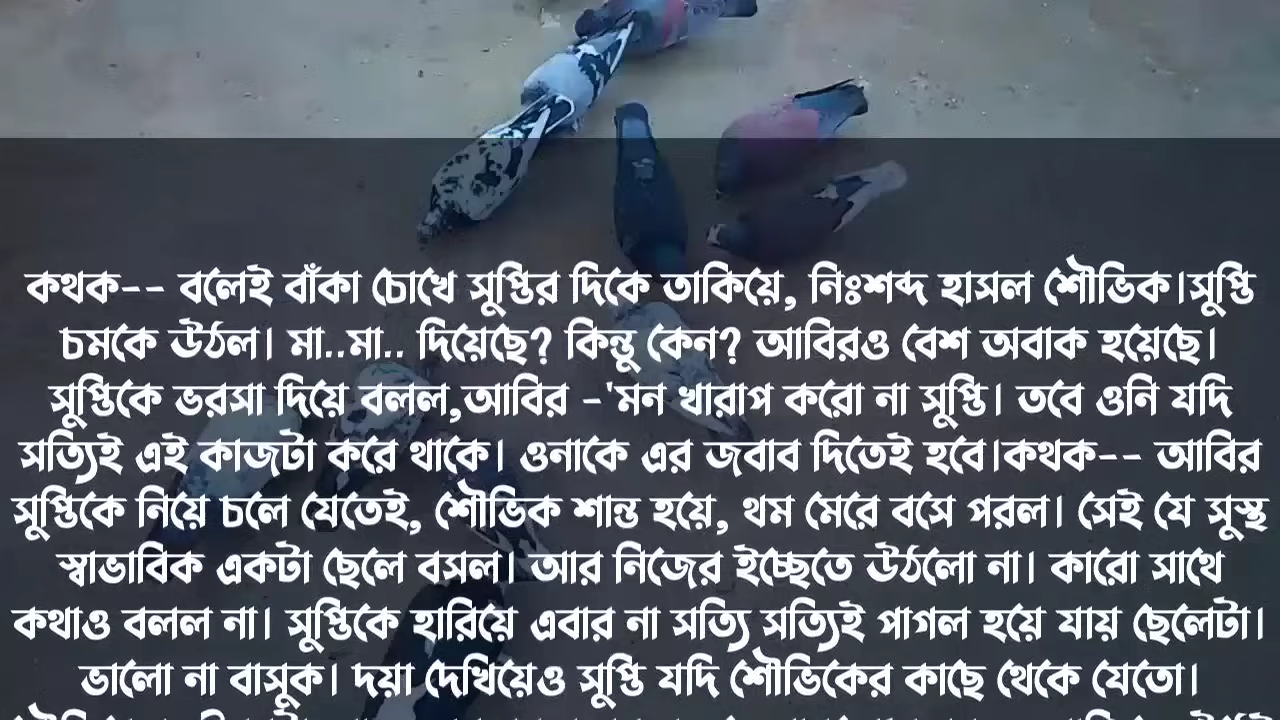 কথক-- বলেই বাঁকা চোখে সুপ্তির দিকে তাকিয়ে, নিঃশব্দ হাসল শৌভিক।সুপ্তি
চমকে উঠল। মা..মা.. দিয়েছে? কিন্তু কেন? আবিরও বেশ অবাক হয়েছে।
সুপ্তিকে ভরসা দিয়ে বলল,আবির -'মন খারাপ করো না সুপ্তি। তবে ওনি যদি
সত্যিই এই কাজটা করে থাকে। ওনাকে এর জবাব দিতেই হবে।কথক-- আবির
সুপ্তিকে নিয়ে চলে যেতেই, শৌভিক শান্ত হয়ে, থম মেরে বসে পরল। সেই যে সুস্থ
স্বাভাবিক একটা ছেলে বসল। আর নিজের ইচ্ছেতে উঠলো না। কারো সাথে
কথাও বলল না। সুপ্তিকে হারিয়ে এবার না সত্যি সত্যিই পাগল হয়ে যায় ছেলেটা।
ভালো না বাসুক। দয়া দেখিয়েও সুপ্তি যদি শৌভিকের কাছে থেকে যেতো।